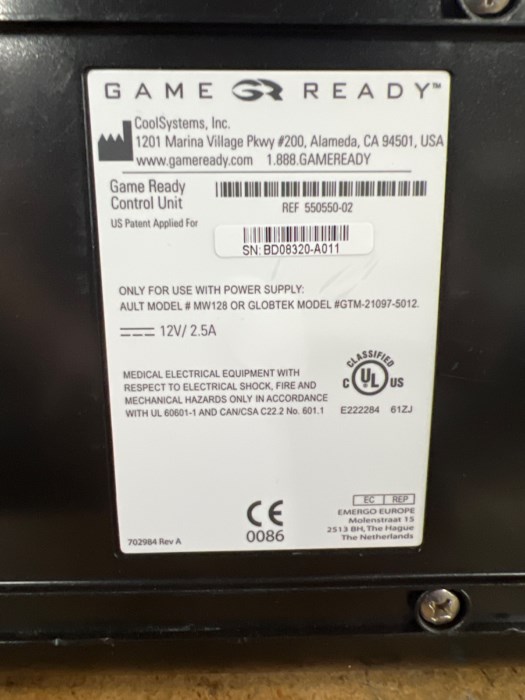 GAME GR READY™
CoolSystems, Inc.
1201 Marina Village Pkwy #200, Alameda, CA 94501, USA
www.gameready.com 1.888.GAMEREADY
Game Ready
Control Unit
US Patent Applied For
REF 550550-02
SN: BD08320-A011
ONLY FOR USE WITH POWER SUPPLY:
AULT MODEL # MW128 OR GLOBTEK MODEL #GTM-21097-5012.
12V/ 2.5A
MEDICAL ELECTRICAL EQUIPMENT WITH
RESPECT TO ELECTRICAL SHOCK, FIRE AND
MECHANICAL HAZARDS ONLY IN ACCORDANCE
WITH UL 60601-1 AND CAN/CSA C22.2 No. 601.1
CLASSIFIED
C UL US
E222284 61ZJ
EC REP
EMERGO EUROPE
Molenstraat 15
2513 BH, The Hague
The Netherlands
CE
0086
702984 Rev A